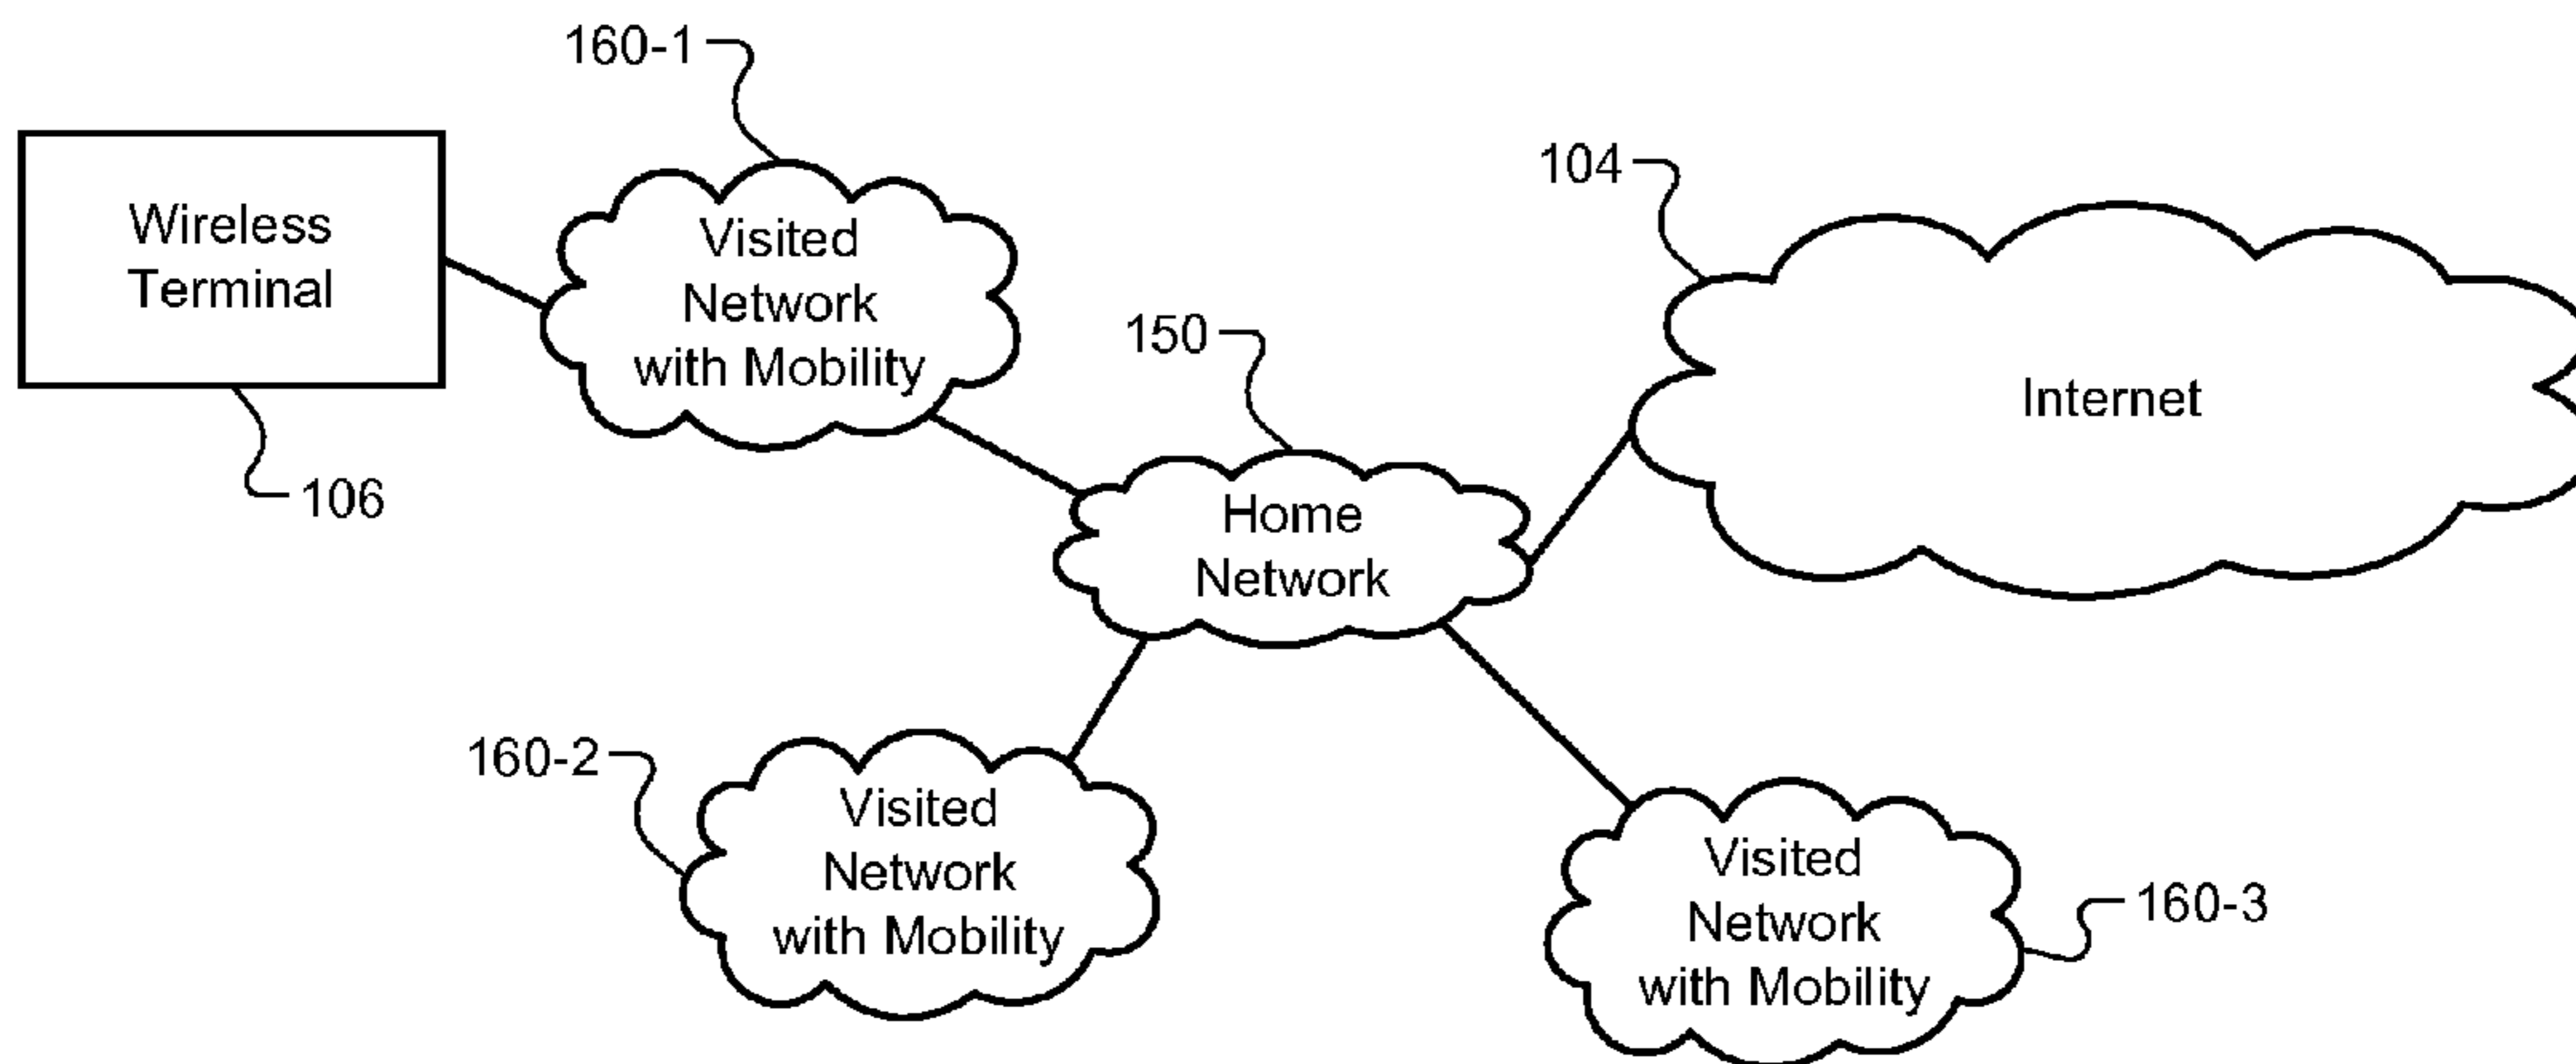 160-1
Wireless
Terminal
106
Visited
Network
with Mobility
104
Internet
150
Home
Network
160-2
Visited
Network
with Mobility
Visited
Network
with Mobility
160-3